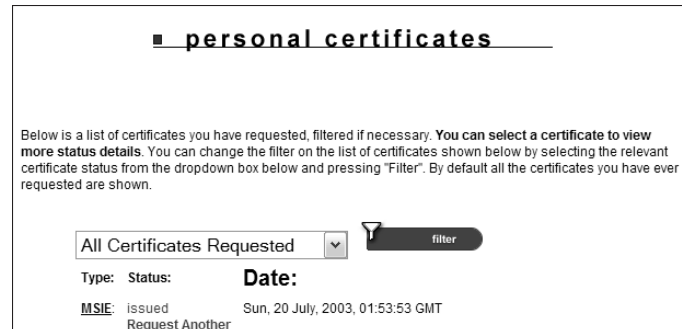 personal certificates
Below is a list of certificates you have requested, filtered if necessary. You can select a certificate to view
more status details. You can change the filter on the list of certificates shown below by selecting the relevant
certificate status from the dropdown box below and pressing "Filter". By default all the certificates you have ever
requested are shown.
All Certificates Requested filter
Type: Status: Date:
MSIE: issued Sun, 20 July, 2003, 01:53:53 GMT
Request Another